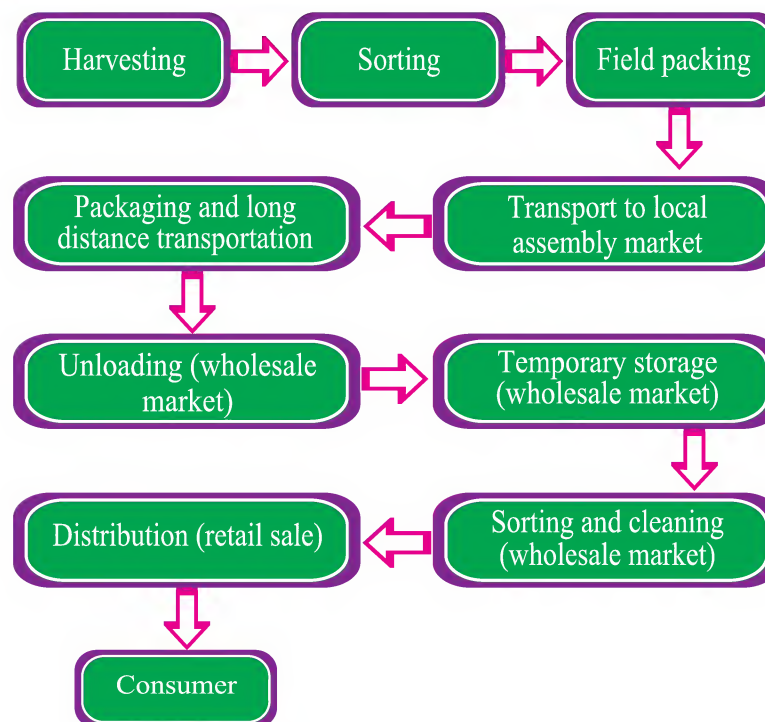 Harvesting
Sorting
Field packing
Transport to local
assembly market
Packaging and long
distance transportation
Unloading (wholesale
market)
Temporary storage
(wholesale market)
Sorting and cleaning
(wholesale market)
Distribution (retail sale)
Consumer